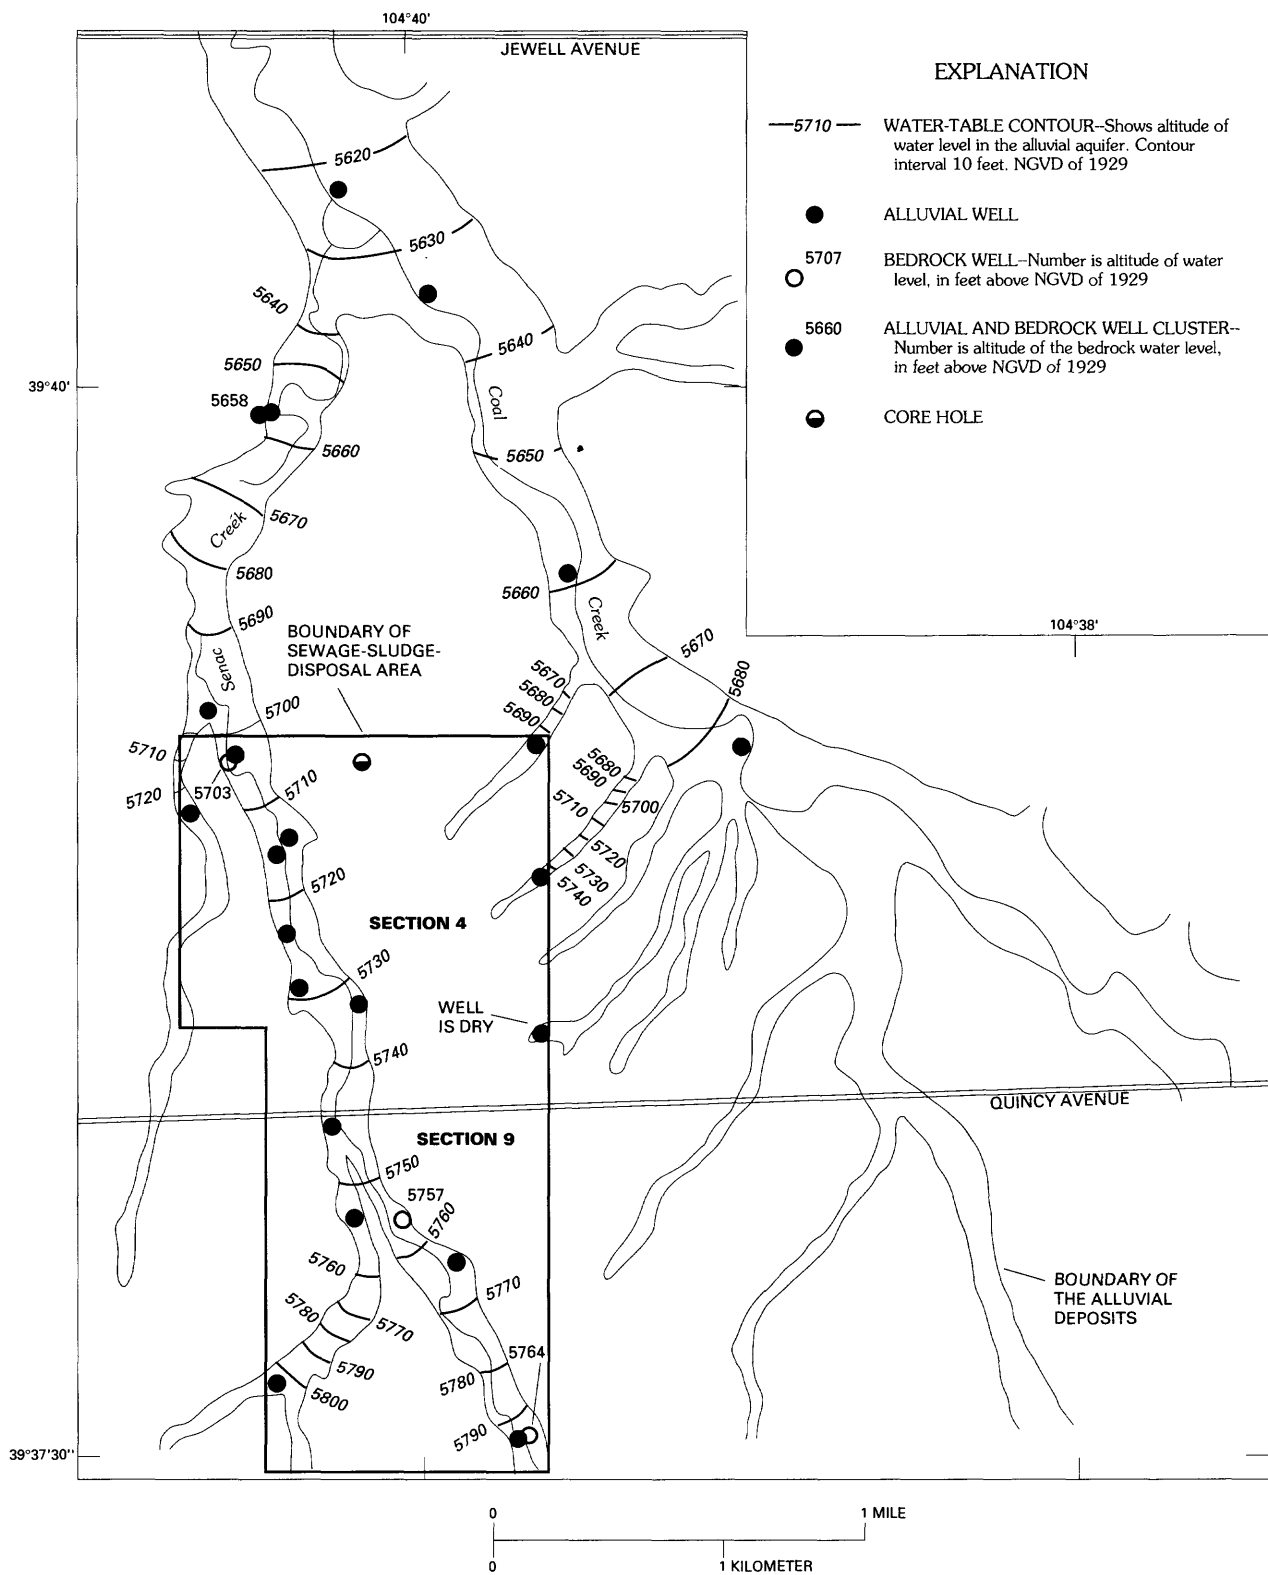 104°40'
JEWELL AVENUE
EXPLANATION
5710
WATER-TABLE CONTOUR--Shows altitude of
water level in the alluvial aquifer. Contour
interval 10 feet. NGVD of 1929
ALLUVIAL WELL
5707
BEDROCK WELL--Number is altitude of water
level, in feet above NGVD of 1929
5660
ALLUVIAL AND BEDROCK WELL CLUSTER--
Number is altitude of the bedrock water level,
in feet above NGVD of 1929
CORE HOLE
5620
5630
5640
5640
5650
39°40'
5658
Coal
5660
5650
5670
Creek
5680
5660
Creek
5690
BOUNDARY OF
SEWAGE-SLUDGE-
DISPOSAL AREA
104°38'
Senac
5670
5680
5670
5680
5690
5700
5710
5720
5703
5710
5680
5690
5710
5700
5720
5730
5740
5720
SECTION 4
5730
WELL
IS DRY
5740
QUINCY AVENUE
SECTION 9
5750
5757
5760
5760
5770
5780
5770
5790
5800
5764
5780
5790
BOUNDARY OF
THE ALLUVIAL
DEPOSITS
39°37'30"
0
1 MILE
0
1 KILOMETER